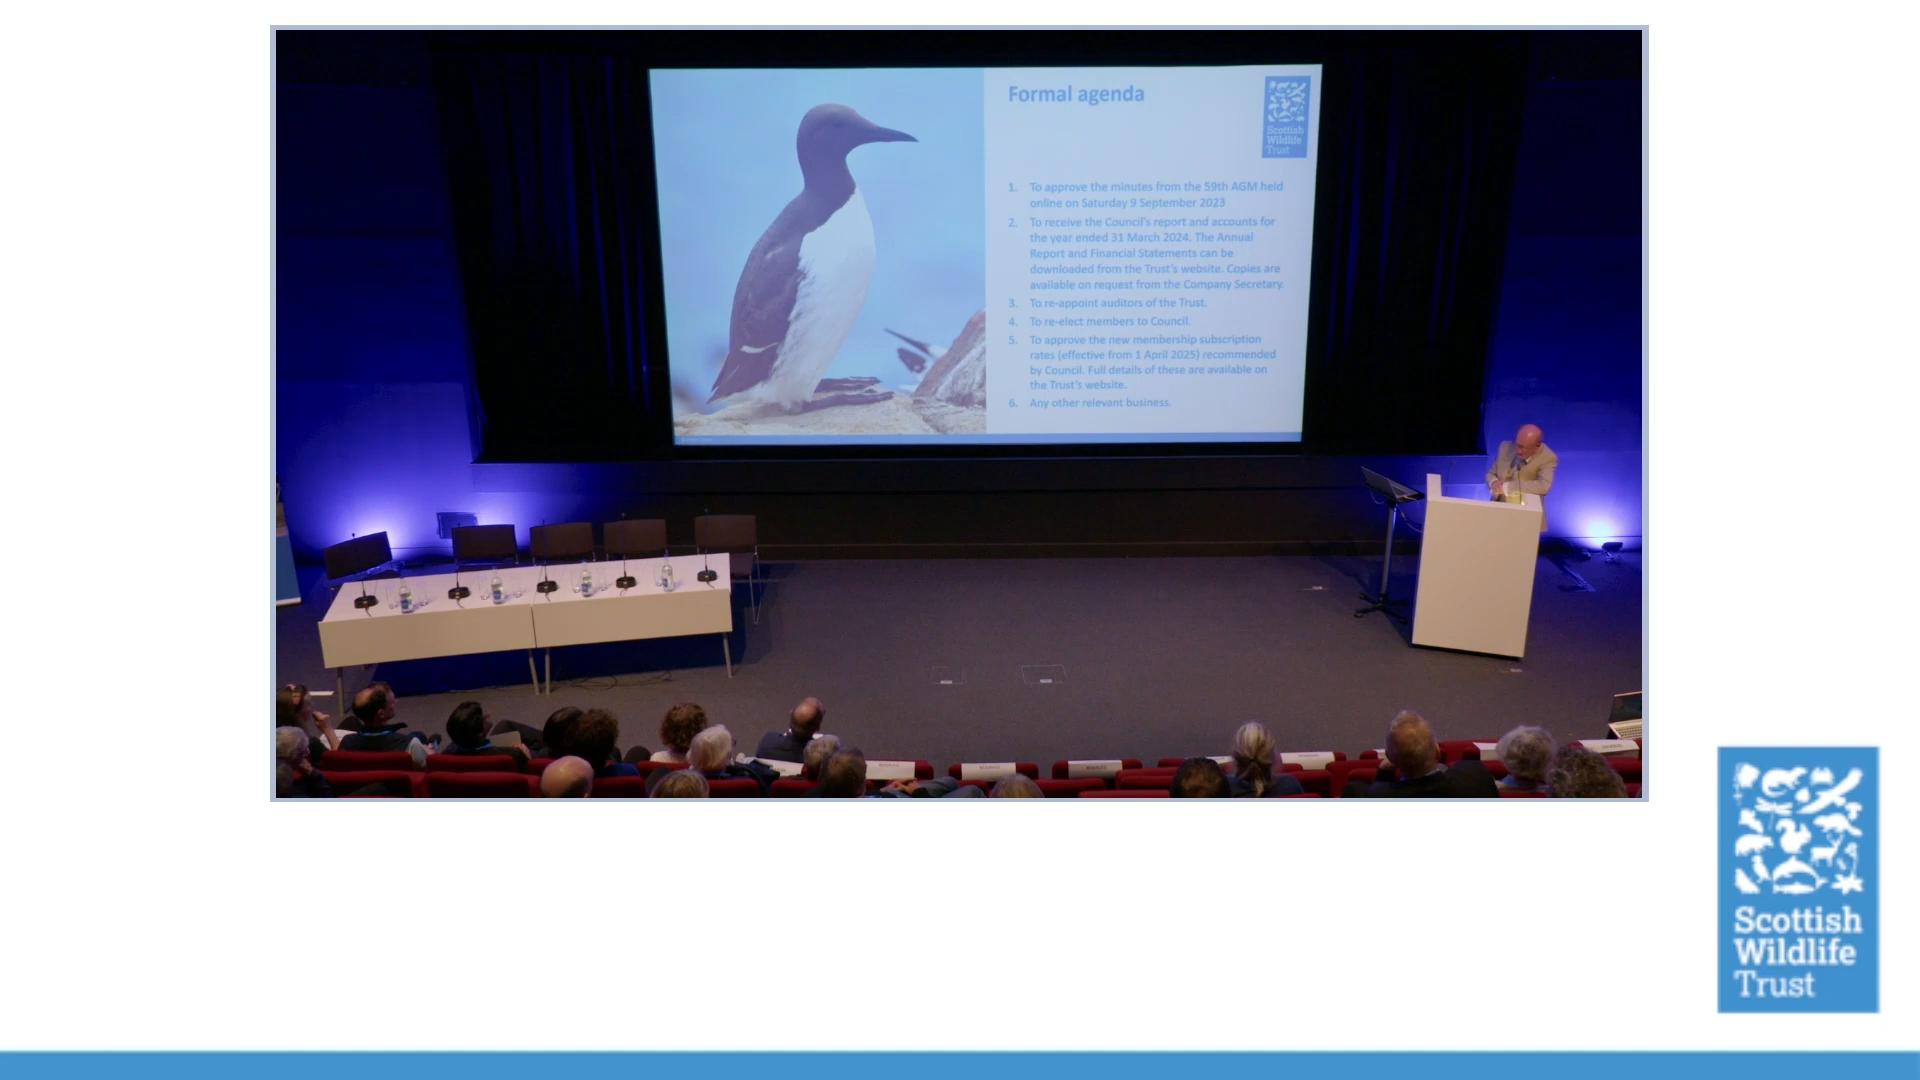 Formal agenda
Scottish
Wildlife
Trust
1. To approve the minutes from the 59th AGM held
online on Saturday 9 September 2023
2. To receive the Council's report and accounts for
the year ended 31 March 2024. The Annual
Report and Financial Statements can be
downloaded from the Trust's website. Copies are
available on request from the Company Secretary.
3. To re-appoint auditors of the Trust.
4. To re-elect members to Council.
5. To approve the new membership subscription
rates (effective from 1 April 2025) recommended
by Council. Full details of these are available on
the Trust's website.
6. Any other relevant business.
Scottish
Wildlife
Trust